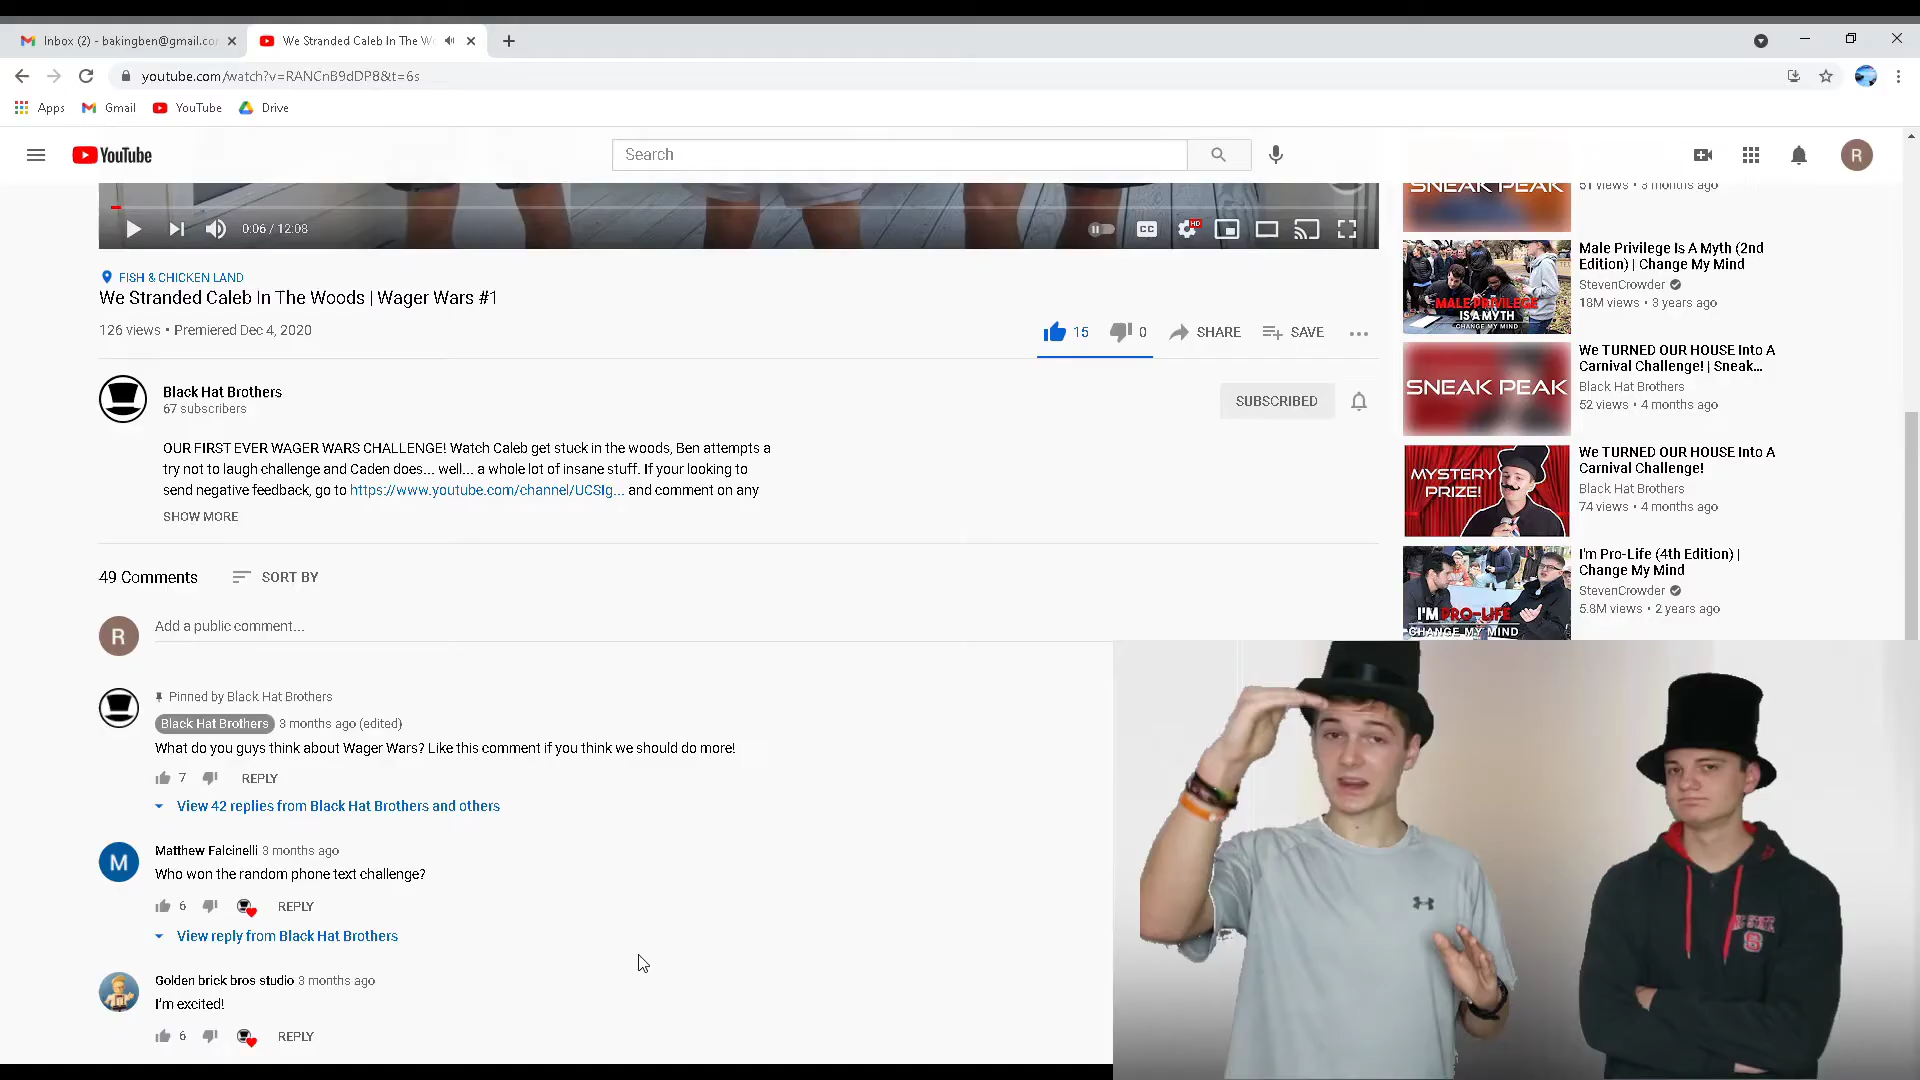 Inbox (2) - bakingben@gmail.co
We Stranded Caleb In The W
youtube.com/watch?v=RANCnB9dDP8&t=6s
Apps
Gmail
YouTube
Drive
YouTube
Search
R
0:06 / 12:08
CC
HD
FISH & CHICKEN LAND
We Stranded Caleb In The Woods | Wager Wars #1
126 views • Premiered Dec 4, 2020
15
0
SHARE
SAVE
Black Hat Brothers
67 subscribers
SUBSCRIBED
OUR FIRST EVER WAGER WARS CHALLENGE! Watch Caleb get stuck in the woods, Ben attempts a
try not to laugh challenge and Caden does... well... a whole lot of insane stuff. If your looking to
send negative feedback, go to https://www.youtube.com/channel/UCSIg... and comment on any
SHOW MORE
49 Comments
SORT BY
R
Add a public comment...
Pinned by Black Hat Brothers
Black Hat Brothers 3 months ago (edited)
What do you guys think about Wager Wars? Like this comment if you think we should do more!
7
REPLY
View 42 replies from Black Hat Brothers and others
M
Matthew Falcinelli 3 months ago
Who won the random phone text challenge?
6
REPLY
View reply from Black Hat Brothers
Golden brick bros studio 3 months ago
I'm excited!
6
REPLY
SNEAK PEAK
51 views • 3 months ago
MALE PRIVILEGE
IS A MYTH
CHANGE MY MIND
Male Privilege Is A Myth (2nd
Edition) | Change My Mind
StevenCrowder
18M views • 3 years ago
SNEAK PEAK
We TURNED OUR HOUSE Into A
Carnival Challenge! | Sneak...
Black Hat Brothers
52 views • 4 months ago
MYSTERY
PRIZE!
We TURNED OUR HOUSE Into A
Carnival Challenge!
Black Hat Brothers
74 views • 4 months ago
I'M PRO-LIFE
CHANGE MY MIND
I'm Pro-Life (4th Edition) |
Change My Mind
StevenCrowder
5.8M views • 2 years ago
NC STATE
S